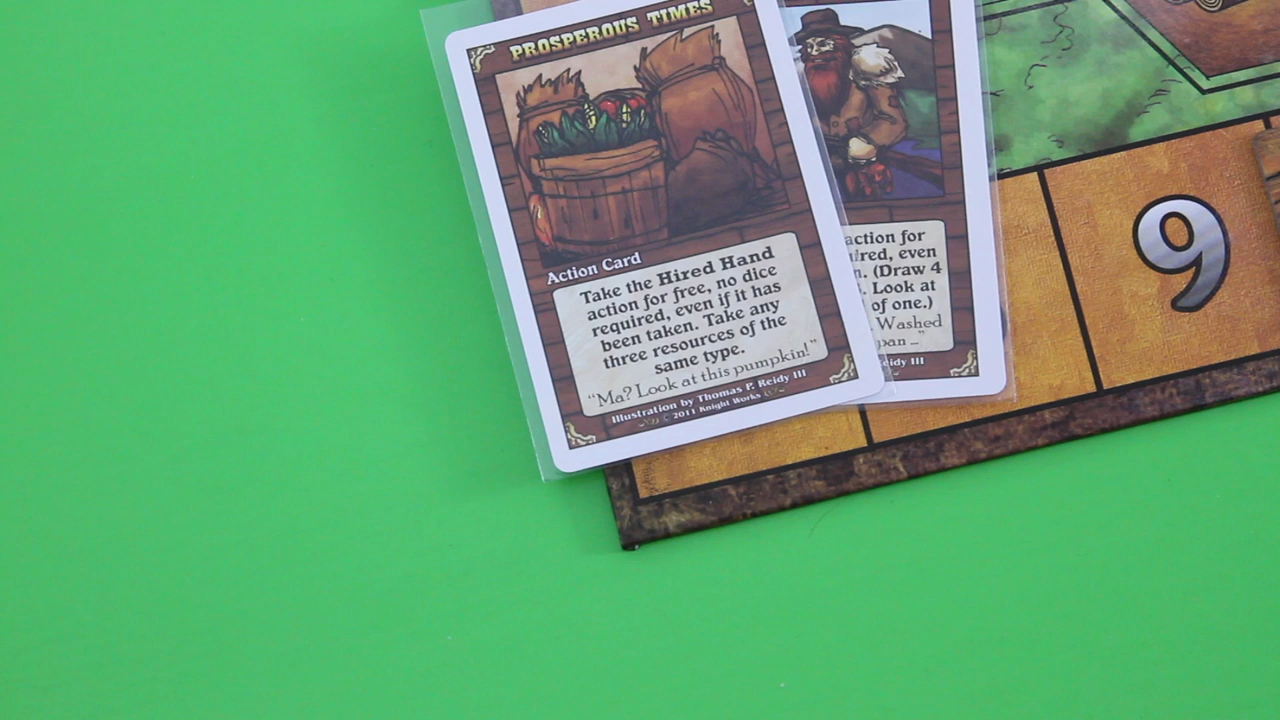 PROSPEROUS TIMES
Action Card
Take the Hired Hand
action for free, no dice
required, even if it has
been taken. Take any
three resources of the
same type.
"Ma? Look at this pumpkin!"
Illustration by Thomas P. Reidy III
© 2011 Knight Works
action for
even
(Draw 4
Look at
of one.)
Washed
pan ..."
III
9